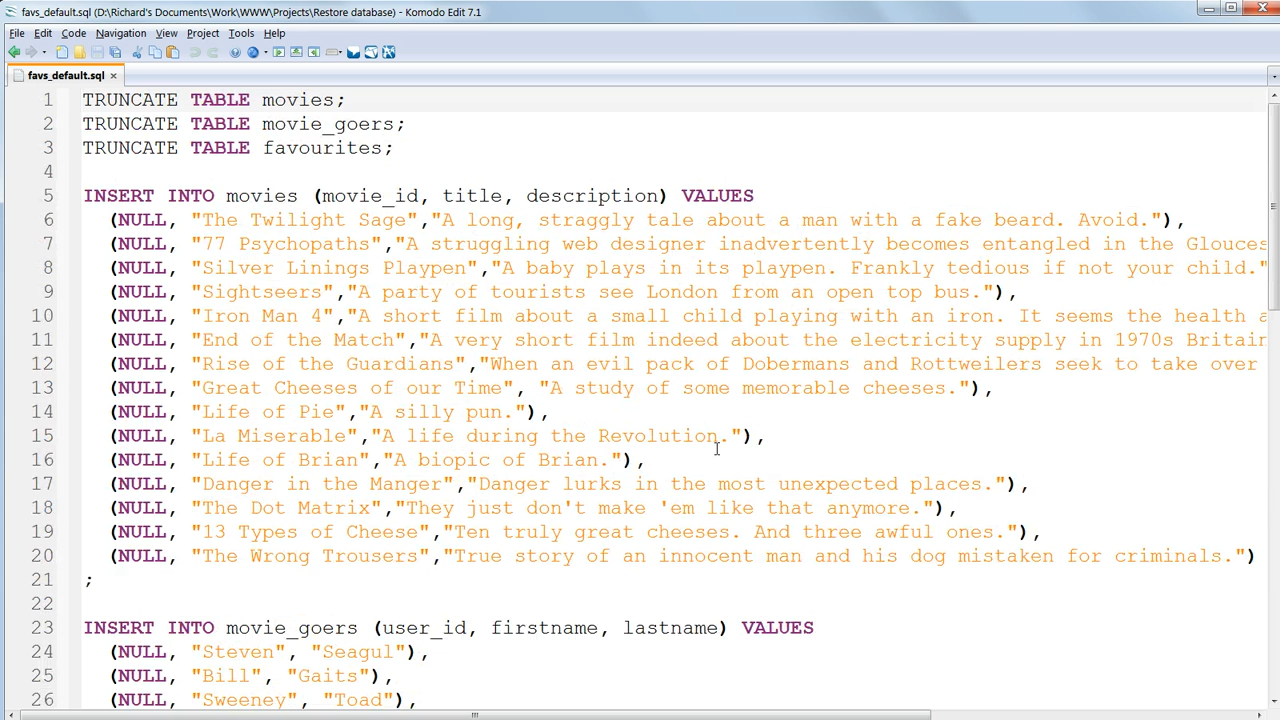 favs_default.sql (D:\Richard's Documents\Work\WWW\Projects\Restore database) - Komodo Edit 7.1
File Edit Code Navigation View Project Tools Help
favs_default.sql
1 TRUNCATE TABLE movies;
2 TRUNCATE TABLE movie_goers;
3 TRUNCATE TABLE favourites;
4
5 INSERT INTO movies (movie_id, title, description) VALUES
6 (NULL, "The Twilight Sage","A long, straggly tale about a man with a fake beard. Avoid."),
7 (NULL, "77 Psychopaths","A struggling web designer inadvertently becomes entangled in the Glouces
8 (NULL, "Silver Linings Playpen","A baby plays in its playpen. Frankly tedious if not your child."
9 (NULL, "Sightseers","A party of tourists see London from an open top bus."),
10 (NULL, "Iron Man 4","A short film about a small child playing with an iron. It seems the health a
11 (NULL, "End of the Match","A very short film indeed about the electricity supply in 1970s Britain
12 (NULL, "Rise of the Guardians","When an evil pack of Dobermans and Rottweilers seek to take over
13 (NULL, "Great Cheeses of our Time", "A study of some memorable cheeses."),
14 (NULL, "Life of Pie","A silly pun."),
15 (NULL, "La Miserable","A life during the Revolution."),
16 (NULL, "Life of Brian","A biopic of Brian."),
17 (NULL, "Danger in the Manger","Danger lurks in the most unexpected places."),
18 (NULL, "The Dot Matrix","They just don't make 'em like that anymore."),
19 (NULL, "13 Types of Cheese","Ten truly great cheeses. And three awful ones."),
20 (NULL, "The Wrong Trousers","True story of an innocent man and his dog mistaken for criminals.")
21 ;
22
23 INSERT INTO movie_goers (user_id, firstname, lastname) VALUES
24 (NULL, "Steven", "Seagul"),
25 (NULL, "Bill", "Gaits"),
26 (NULL, "Sweeney", "Toad"),